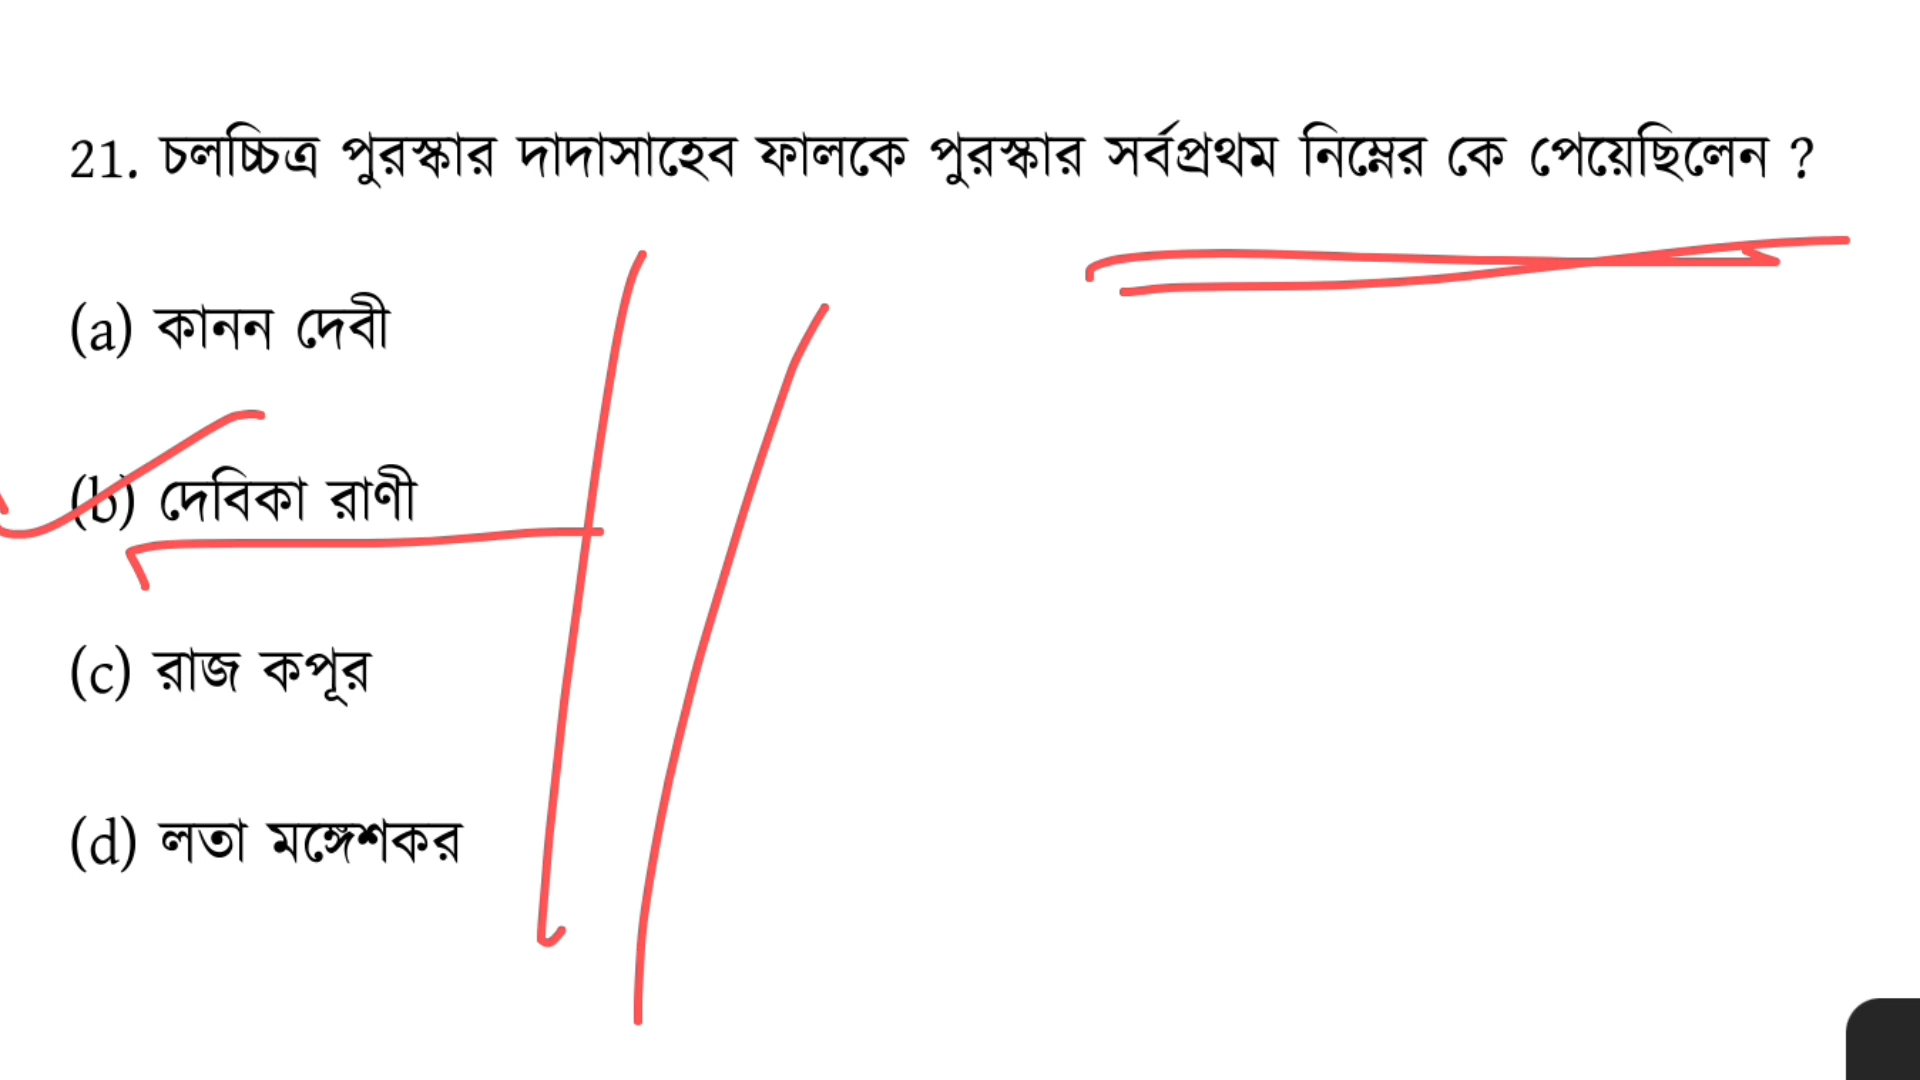 21. চলচ্চিত্র পুরস্কার দাদাসাহেব ফালকে পুরস্কার সর্বপ্রথম নিম্নের কে পেয়েছিলেন ?
(a) কানন দেবী
(b) দেবিকা রাণী
(c) রাজ কপূর
(d) লতা মঙ্গেশকর